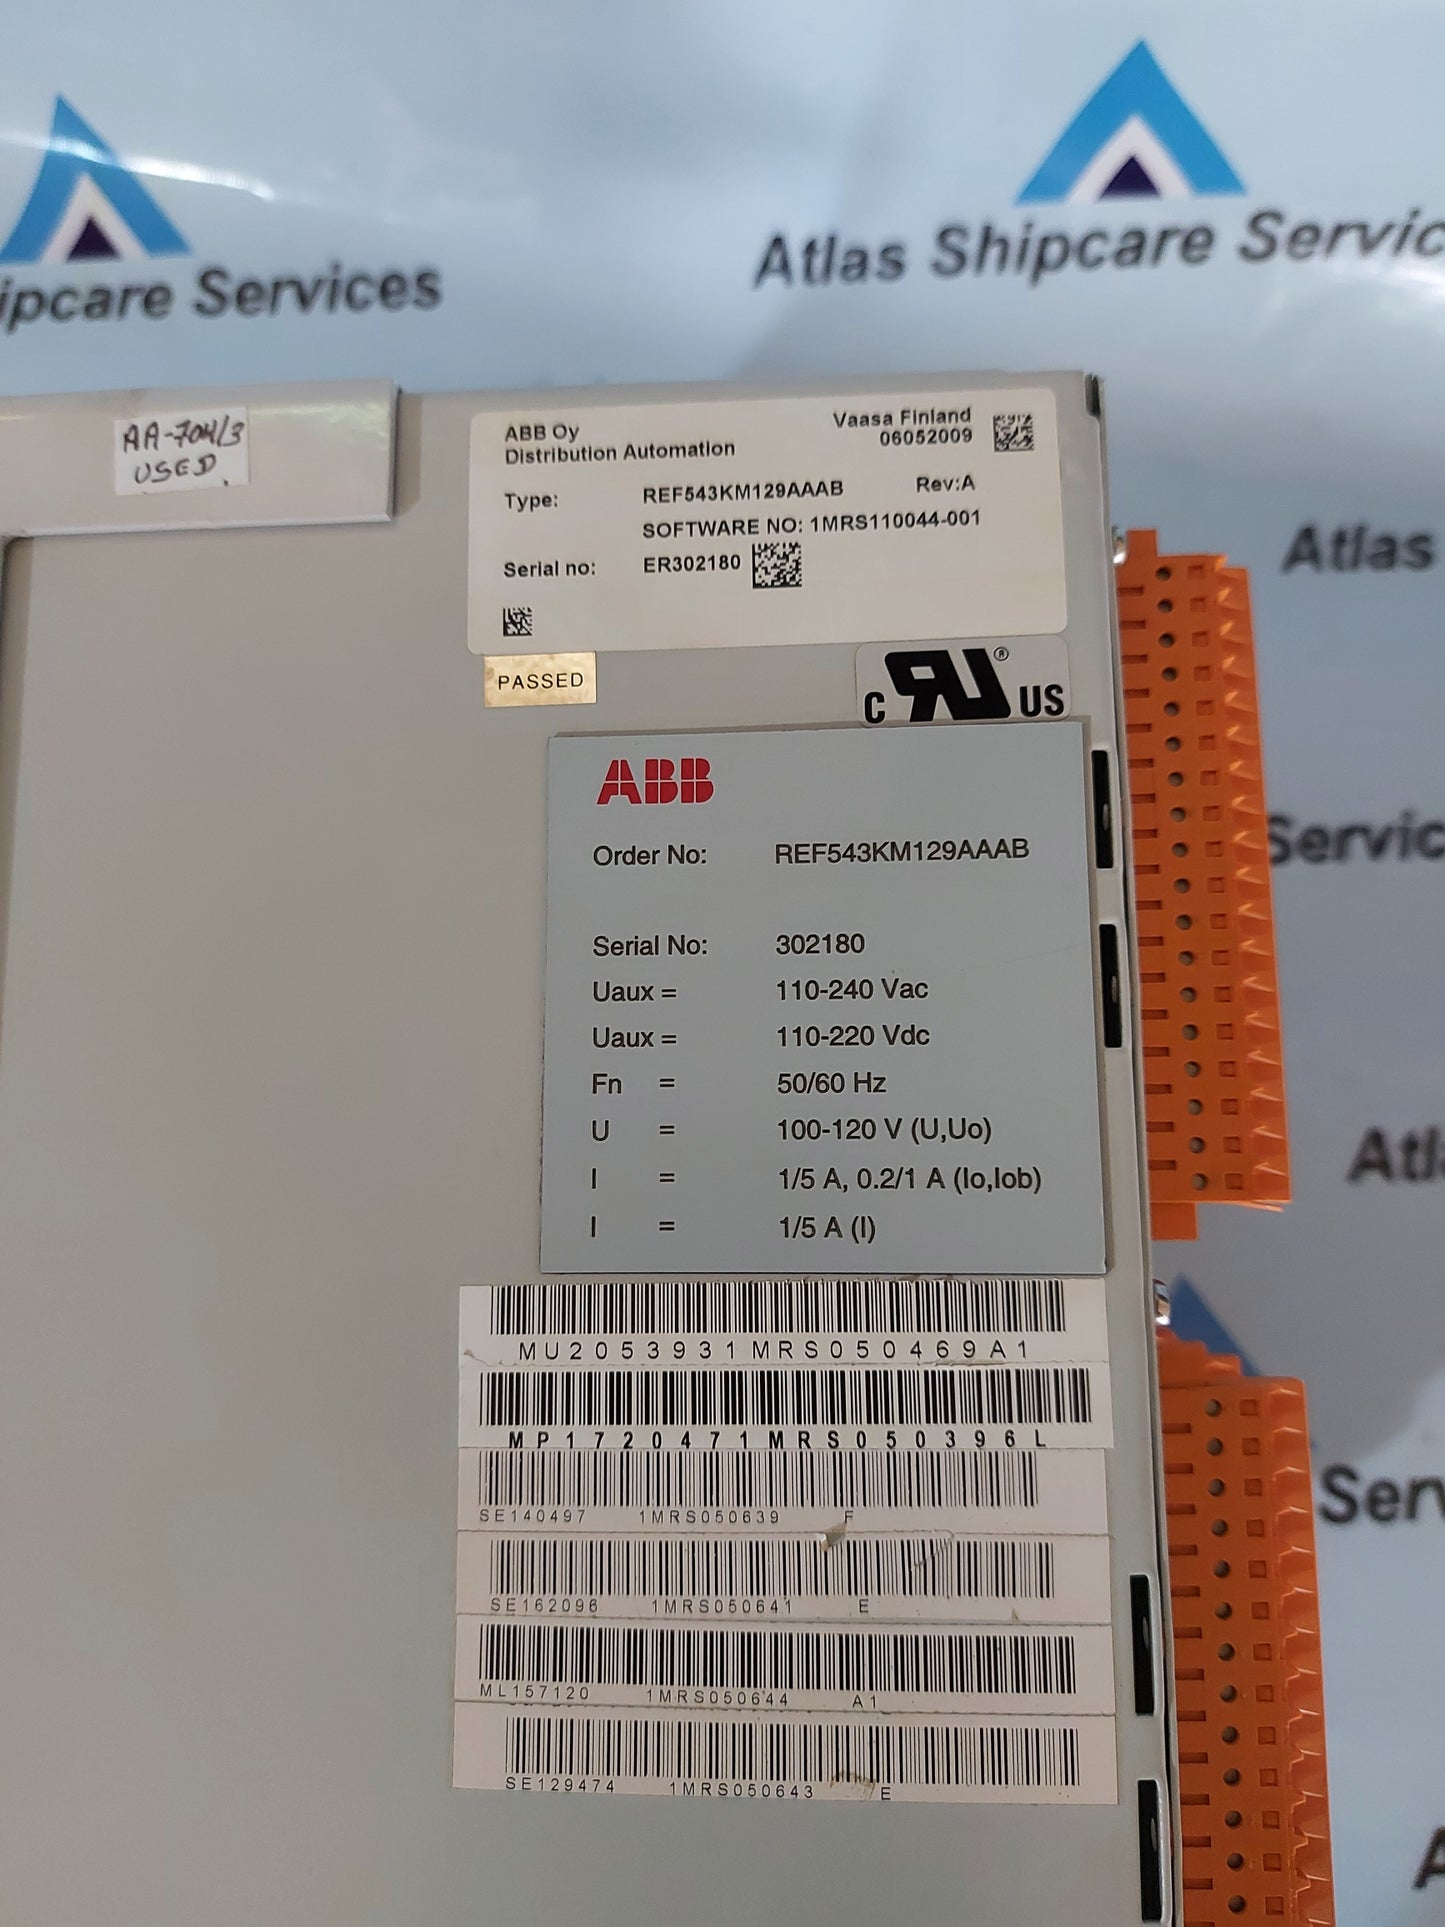 ipcare Services
Atlas Shipcare Servic
AA-704/3
USED
ABB Oy
Distribution Automation
Vaasa Finland
06052009
Type: REF543KM129AAAB Rev:A
SOFTWARE NO: 1MRS110044-001
Serial no: ER302180
PASSED
C RU ® US
ABB
Order No: REF543KM129AAAB
Serial No: 302180
Uaux = 110-240 Vac
Uaux = 110-220 Vdc
Fn = 50/60 Hz
U = 100-120 V (U,Uo)
I = 1/5 A, 0.2/1 A (Io,Iob)
I = 1/5 A (I)
MU2053931MRS050469A1
MP1720471MRS050396L
SE140497 1MRS050639 F
SE162096 1MRS050641 E
ML157120 1MRS050644 A1
SE129474 1MRS050643 E
Atlas
Servic
Atl
Serv
A